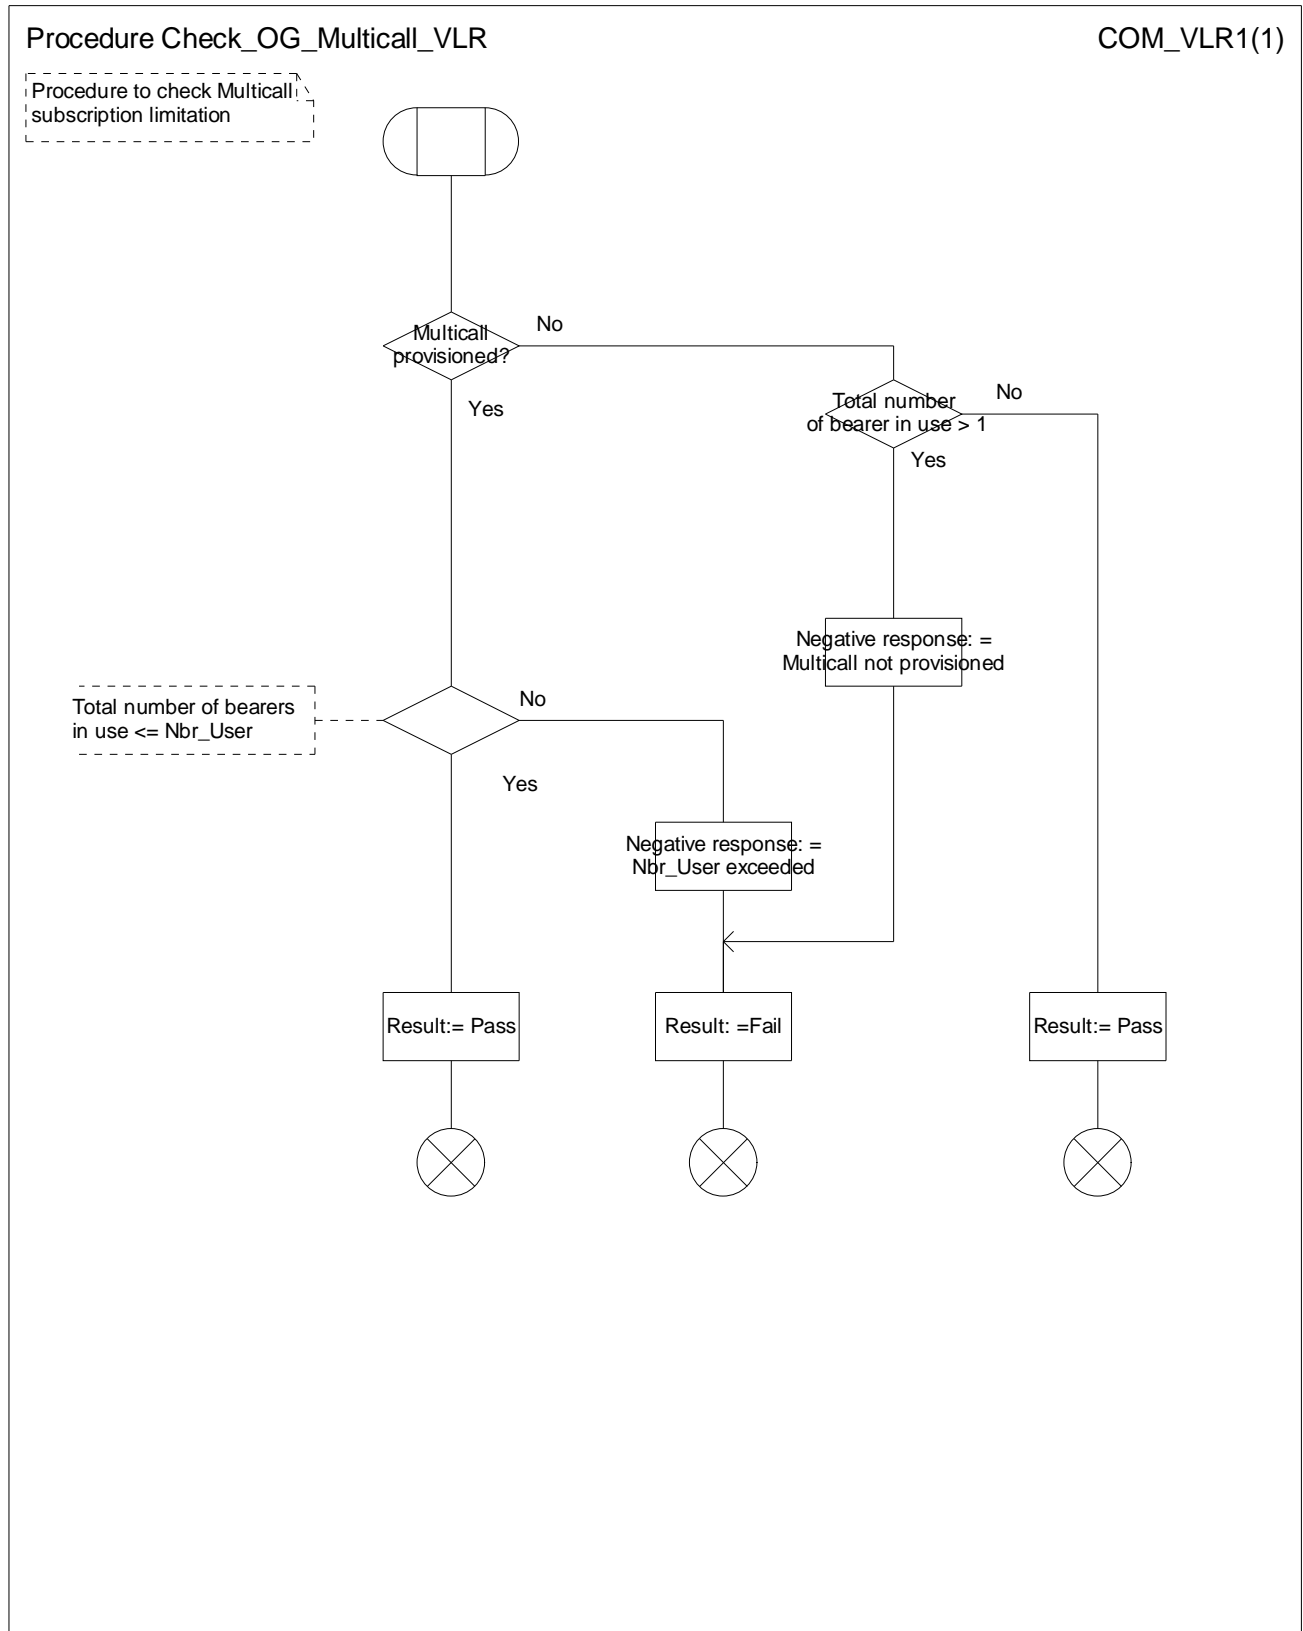 Procedure Check_OG_Multicall_VLR
COM_VLR1(1)
Procedure to check Multicall
subscription limitation
Multicall
provisioned?
No
Yes
Total number
of bearer in use > 1
No
Yes
Negative response: =
Multicall not provisioned
Total number of bearers
in use <= Nbr_User
No
Yes
Negative response: =
Nbr_User exceeded
Result:= Pass
Result: =Fail
Result:= Pass